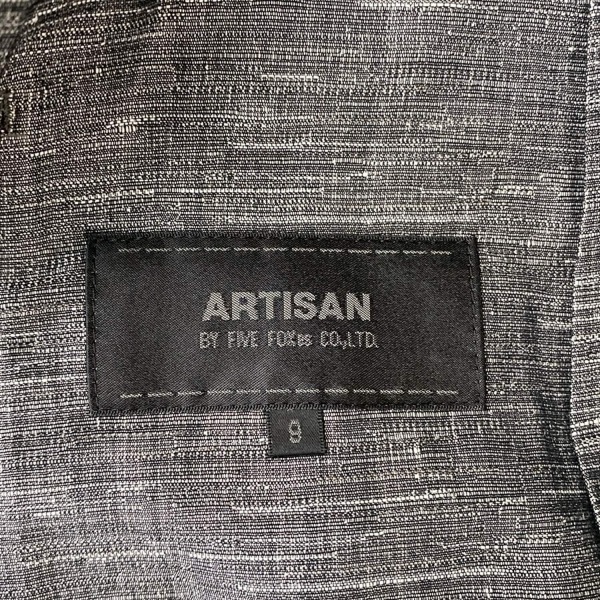 ARTISAN
BY FIVE FOXes CO.,LTD.
9